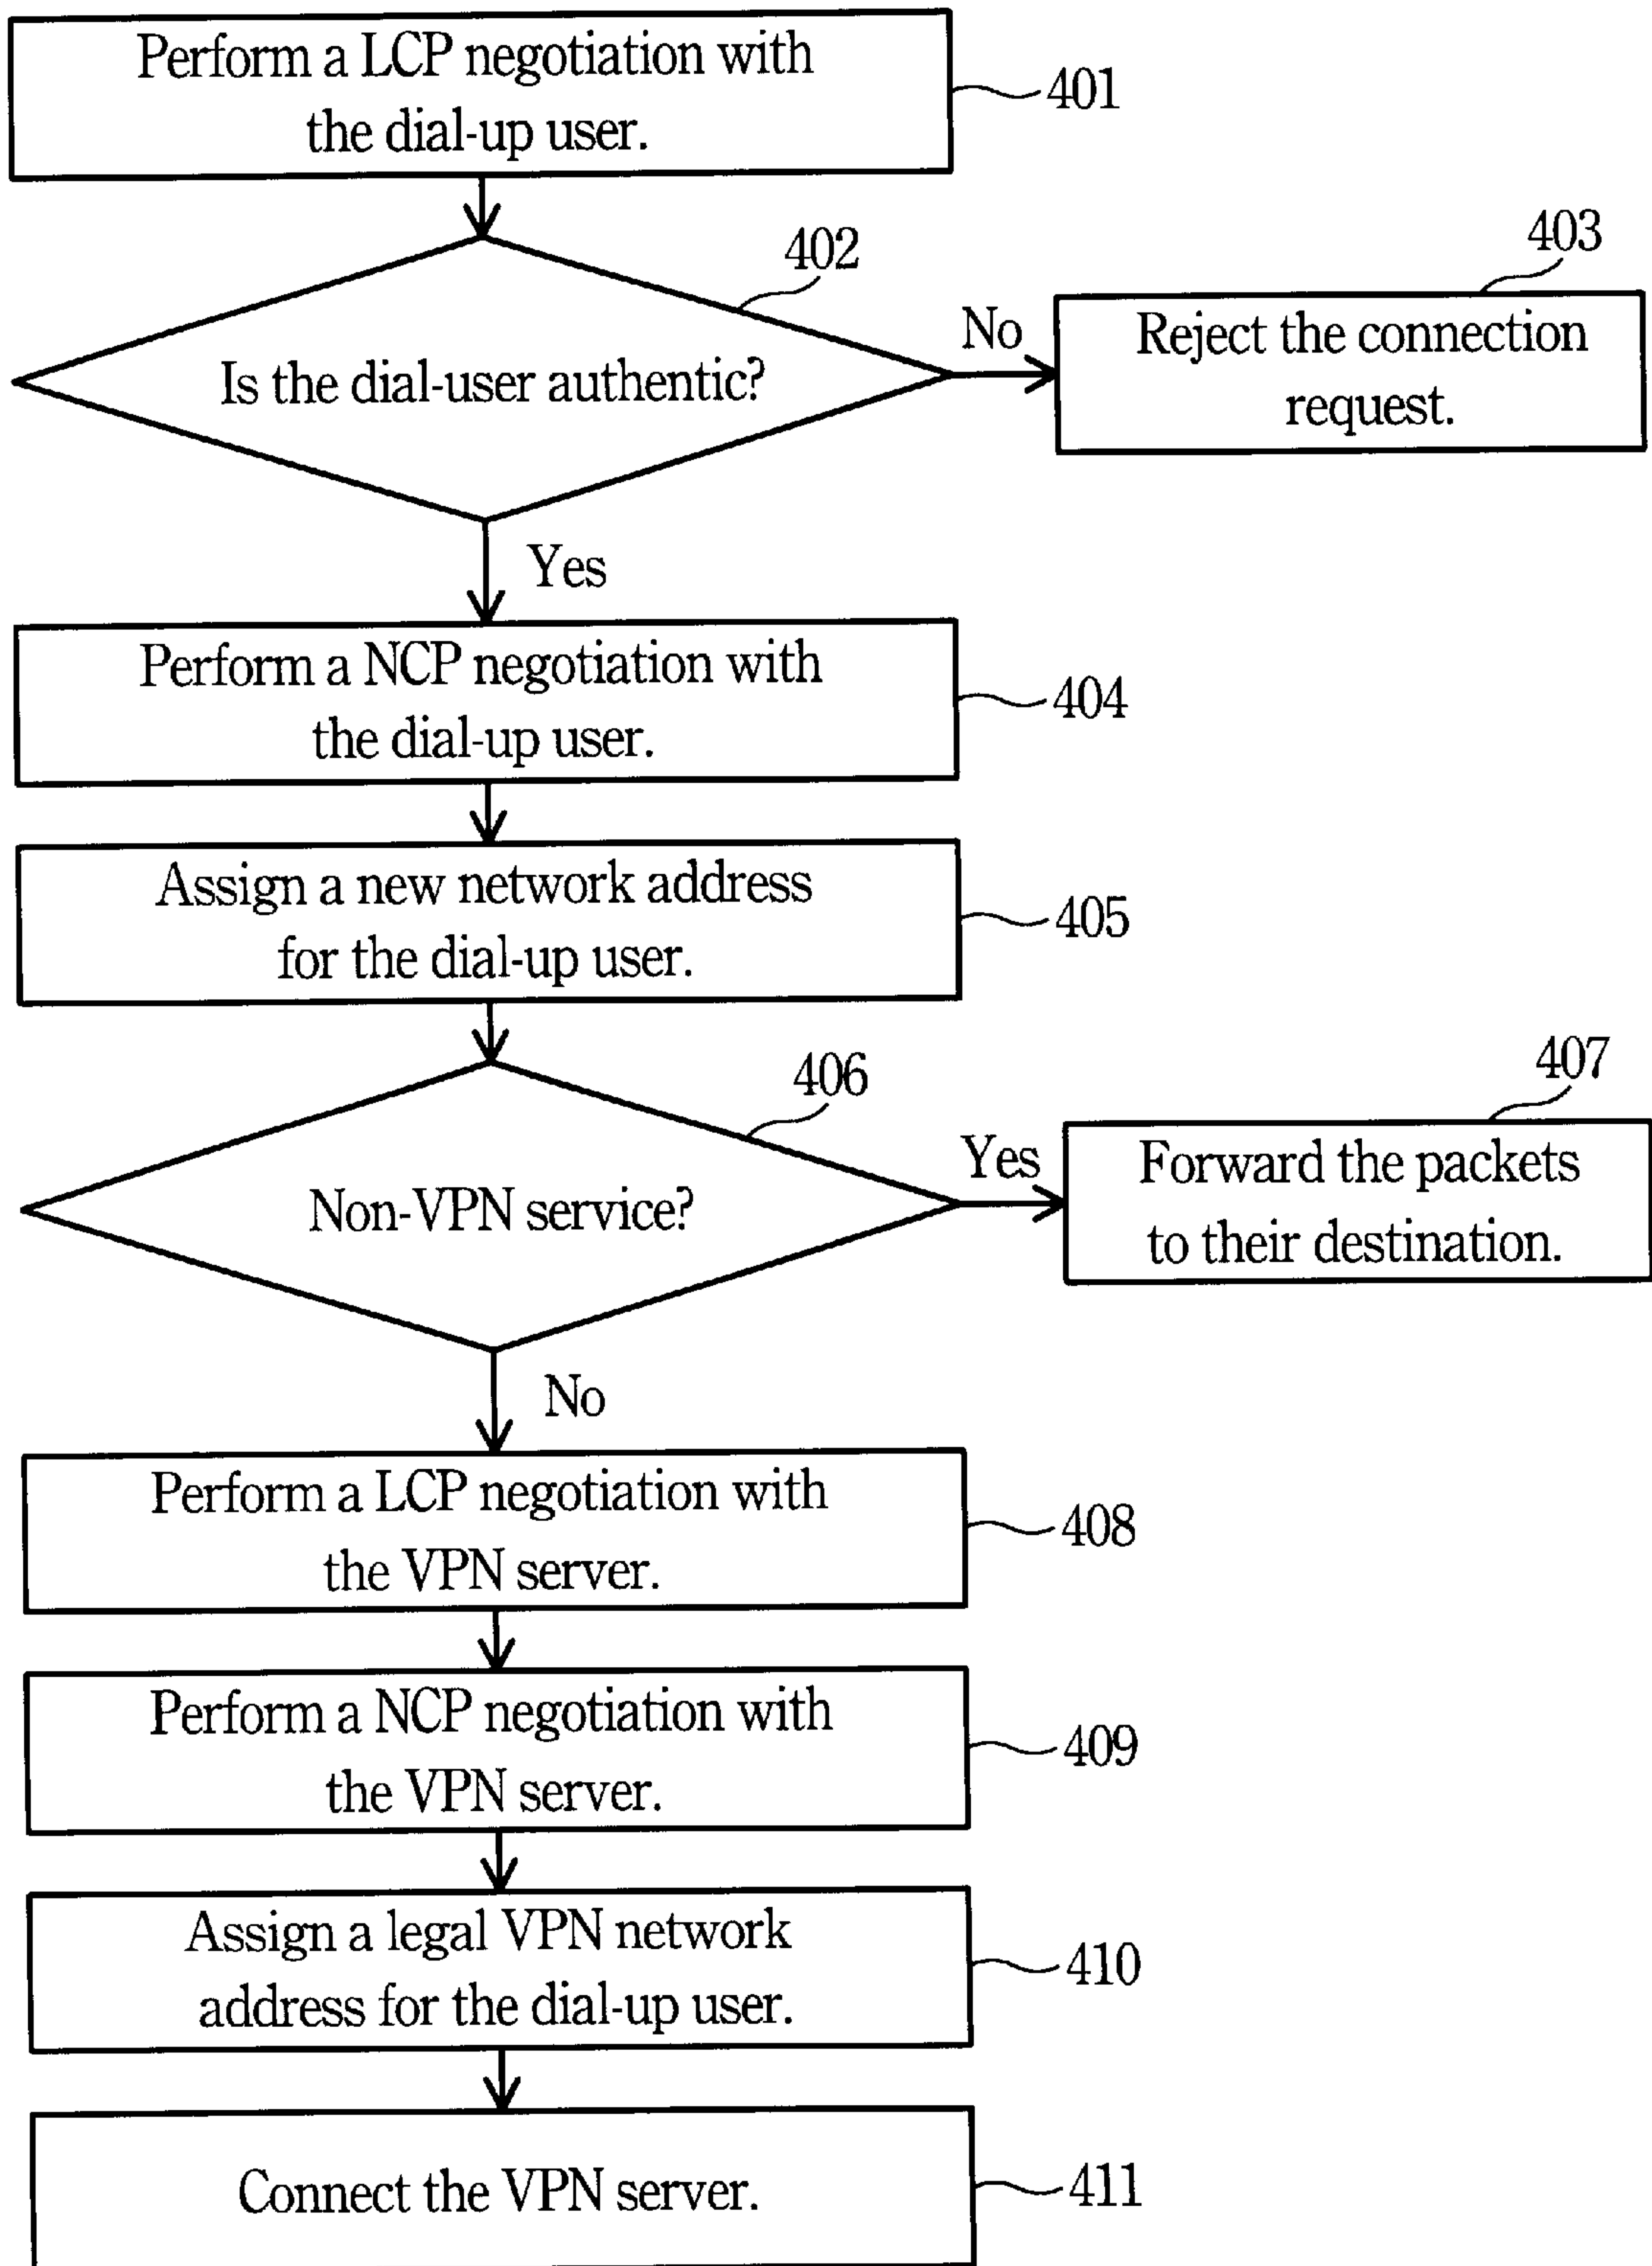 Perform a LCP negotiation with
the dial-up user.
401
402
Is the dial-user authentic?
No
403
Reject the connection
request.
Yes
Perform a NCP negotiation with
the dial-up user.
404
Assign a new network address
for the dial-up user.
405
406
Non-VPN service?
Yes
407
Forward the packets
to their destination.
No
Perform a LCP negotiation with
the VPN server.
408
Perform a NCP negotiation with
the VPN server.
409
Assign a legal VPN network
address for the dial-up user.
410
Connect the VPN server.
411